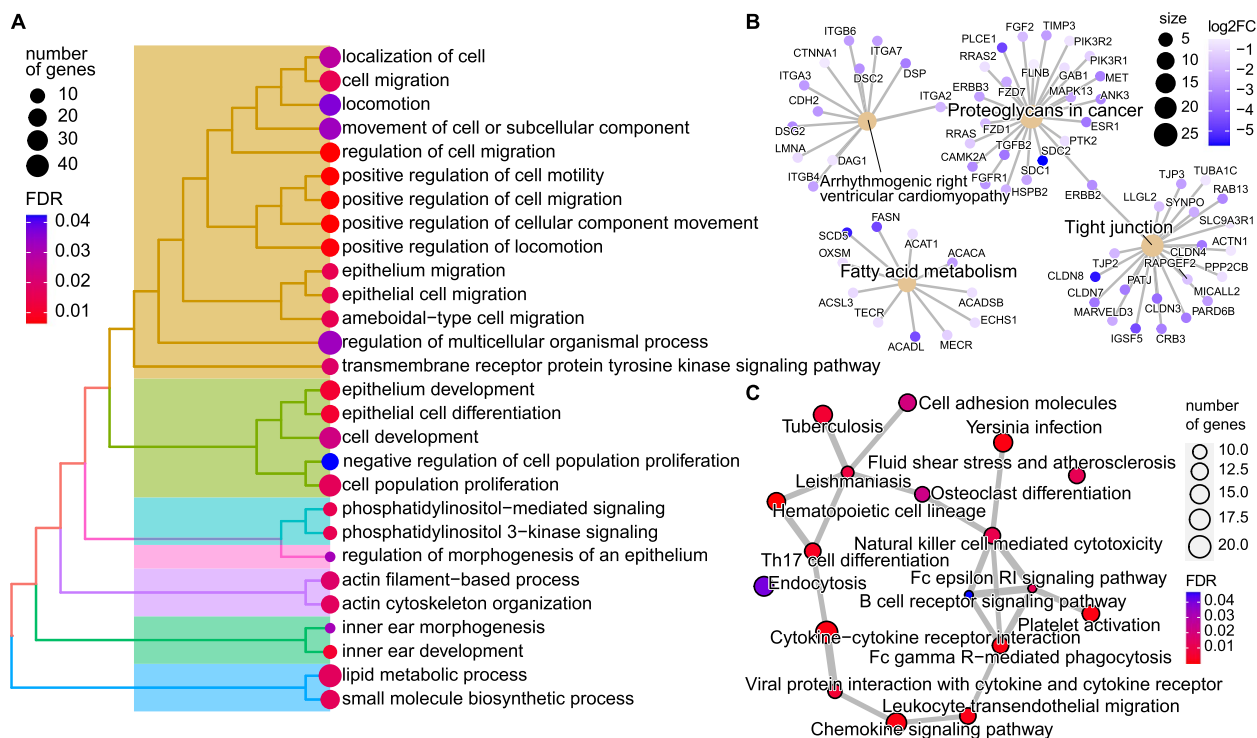 A
number
of genes
10
20
30
40
FDR
0.04
0.03
0.02
0.01
localization of cell
cell migration
locomotion
movement of cell or subcellular component
regulation of cell migration
positive regulation of cell motility
positive regulation of cell migration
positive regulation of cellular component movement
positive regulation of locomotion
epithelium migration
epithelial cell migration
ameboidal−type cell migration
regulation of multicellular organismal process
transmembrane receptor protein tyrosine kinase signaling pathway
epithelium development
epithelial cell differentiation
cell development
negative regulation of cell population proliferation
cell population proliferation
phosphatidylinositol−mediated signaling
phosphatidylinositol 3−kinase signaling
regulation of morphogenesis of an epithelium
actin filament−based process
actin cytoskeleton organization
inner ear morphogenesis
inner ear development
lipid metabolic process
small molecule biosynthetic process
B
ITGB6
CTNNA1
ITGA7
DSC2
DSP
ITGA3
CDH2
ITGA2
DSG2
LMNA
DAG1
ITGB4
Arrhythmogenic right
ventricular cardiomyopathy
FGF2
TIMP3
PLCE1
PIK3R2
RRAS2
PIK3R1
FLNB
GAB1
MET
ERBB3
FZD7
MAPK13
ANK3
Proteoglycans in cancer
FZD1
ESR1
RRAS
PTK2
TGFB2
SDC2
CAMK2A
SDC1
FGFR1
HSPB2
ERBB2
FASN
SCD5
OXSM
ACAT1
ACACA
Fatty acid metabolism
ACSL3
ACADSB
TECR
ECHS1
ACADL
MECR
TUBA1C
TJP3
RAB13
LLGL2
SYNPO
SLC9A3R1
Tight junction
ACTN1
CLDN4
TJP2
RAPGEF2
PPP2CB
CLDN8
PATJ
MICALL2
CLDN7
CLDN3
PARD6B
MARVELD3
IGSF5
CRB3
size
5
10
15
20
25
log2FC
−1
−2
−3
−4
−5
C
Cell adhesion molecules
Tuberculosis
Yersinia infection
Fluid shear stress and atherosclerosis
Leishmaniasis
Osteoclast differentiation
Hematopoietic cell lineage
Natural killer cell mediated cytotoxicity
Th17 cell differentiation
Endocytosis
Fc epsilon RI signaling pathway
B cell receptor signaling pathway
Platelet activation
Cytokine−cytokine receptor interaction
Fc gamma R−mediated phagocytosis
Viral protein interaction with cytokine and cytokine receptor
Leukocyte transendothelial migration
Chemokine signaling pathway
number
of genes
10.0
12.5
15.0
17.5
20.0
FDR
0.04
0.03
0.02
0.01